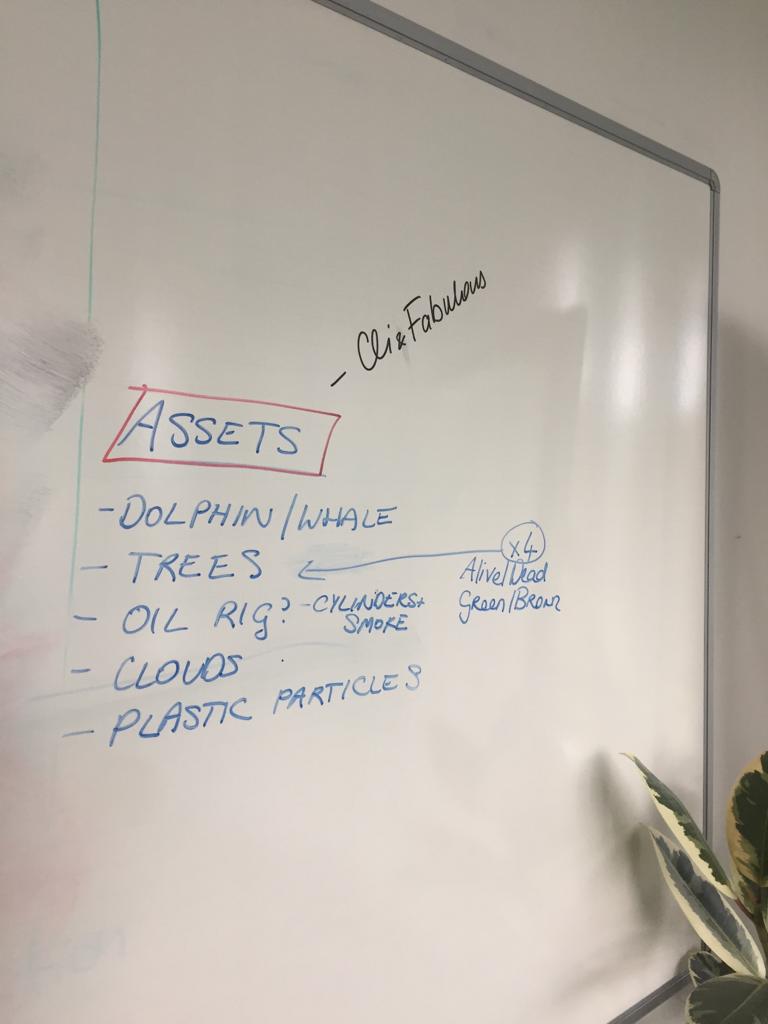 - Cli & Fabulous
ASSETS
- DOLPHIN/WHALE
- TREES
x4
Alive/Dead
Green/Brown
- OIL RIG? - CYLINDERS +
SMOKE
- CLOUDS
- PLASTIC PARTICLES